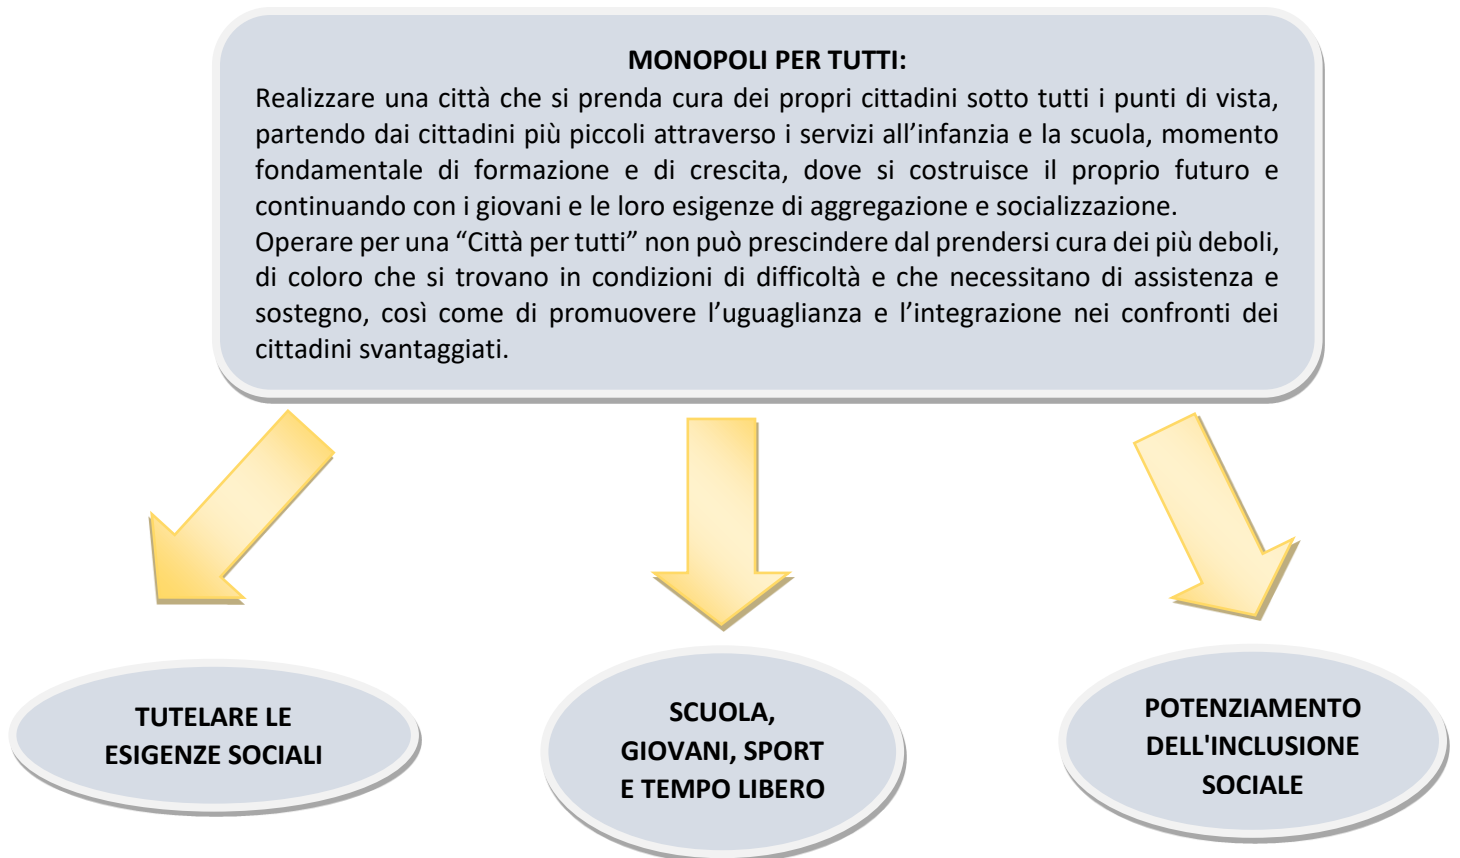 MONOPOLI PER TUTTI:
Realizzare una città che si prenda cura dei propri cittadini sotto tutti i punti di vista,
partendo dai cittadini più piccoli attraverso i servizi all’infanzia e la scuola, momento
fondamentale di formazione e di crescita, dove si costruisce il proprio futuro e
continuando con i giovani e le loro esigenze di aggregazione e socializzazione.
Operare per una “Città per tutti” non può prescindere dal prendersi cura dei più deboli,
di coloro che si trovano in condizioni di difficoltà e che necessitano di assistenza e
sostegno, così come di promuovere l’uguaglianza e l’integrazione nei confronti dei
cittadini svantaggiati.
TUTELARE LE
ESIGENZE SOCIALI
SCUOLA,
GIOVANI, SPORT
E TEMPO LIBERO
POTENZIAMENTO
DELL'INCLUSIONE
SOCIALE